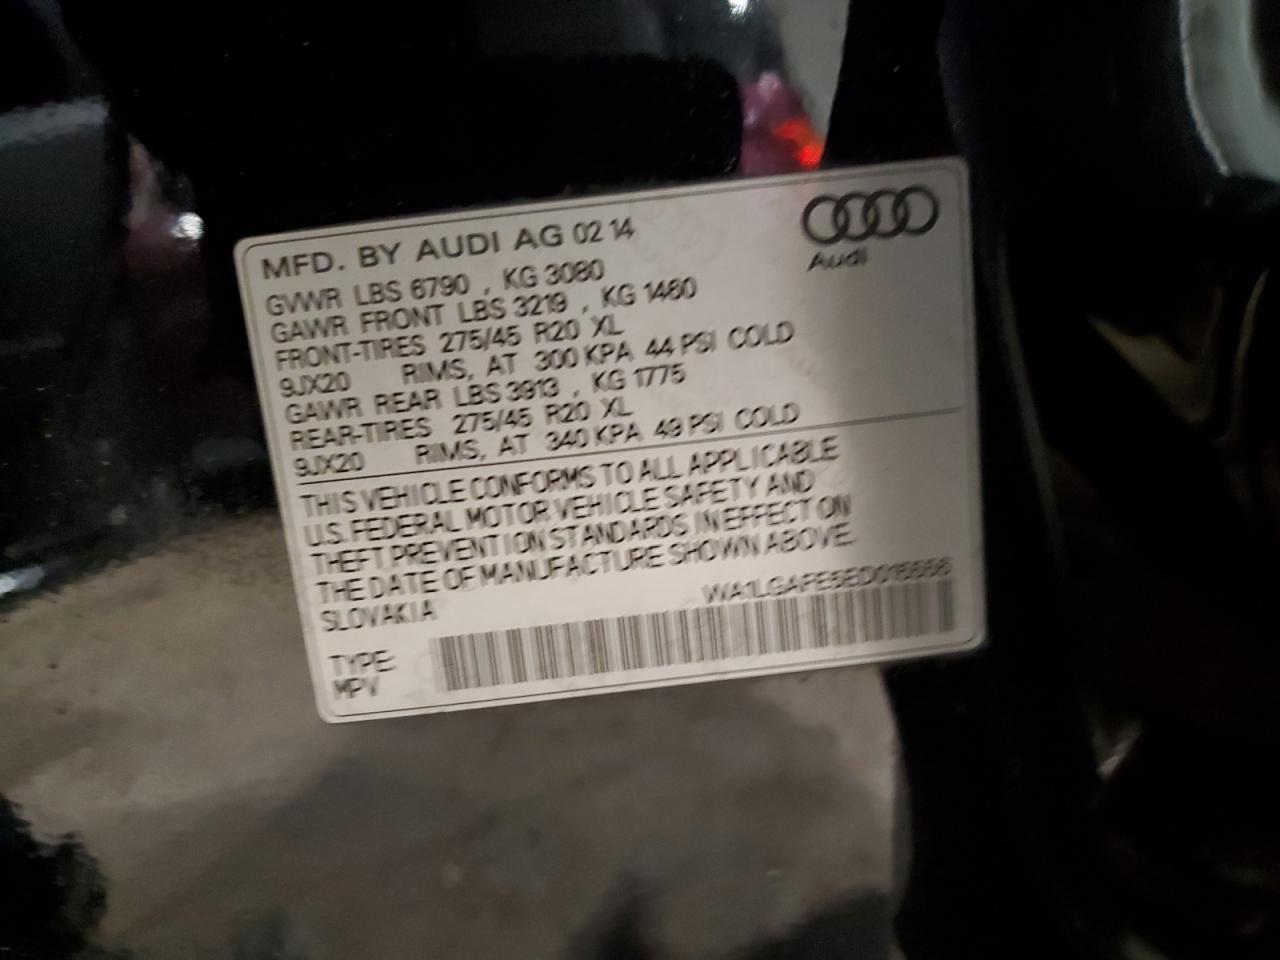 MFD. BY AUDI AG 02 14
Audi
GVWR LBS 6790 , KG 3080
GAWR FRONT LBS 3219 , KG 1460
FRONT-TIRES 275/45 R20 XL
9JX20 RIMS, AT 300 KPA 44 PSI COLD
GAWR REAR LBS 3913 , KG 1775
REAR-TIRES 275/45 R20 XL
9JX20 RIMS, AT 340 KPA 49 PSI COLD
THIS VEHICLE CONFORMS TO ALL APPLICABLE
U.S. FEDERAL MOTOR VEHICLE SAFETY AND
THEFT PREVENTION STANDARDS IN EFFECT ON
THE DATE OF MANUFACTURE SHOWN ABOVE.
SLOVAKIA
TYPE:
MPV